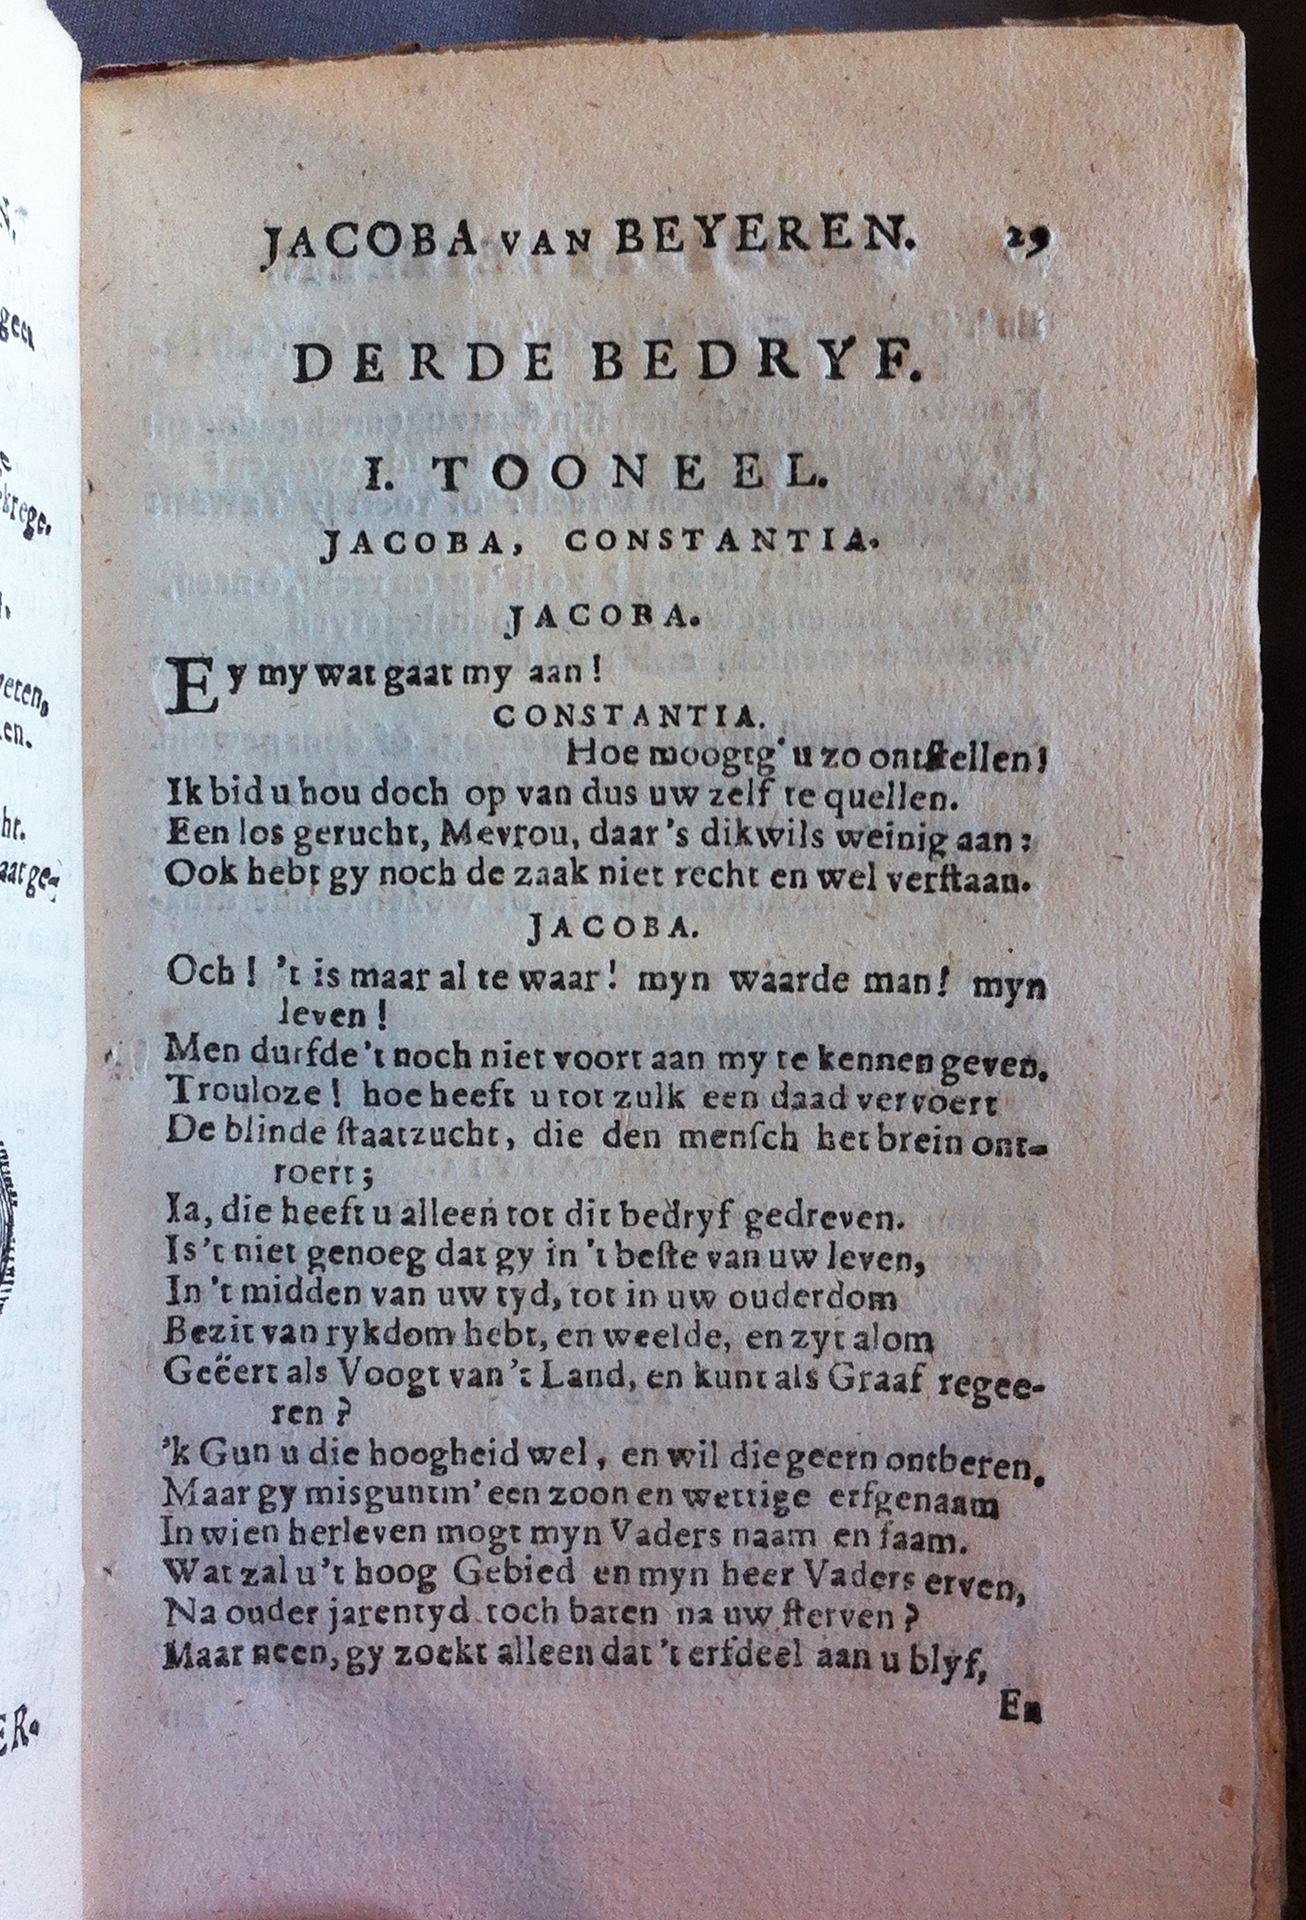 JACOBA VAN BEYEREN. 29
DERDE BEDRYF.
I. TOONEEL.
JACOBA, CONSTANTIA.
JACOBA.
Ey my wat gaat my aan!
CONSTANTIA.
Hoe moogtg' u zo ontstellen!
Ik bid u hou doch op van dus uw zelf te quellen.
Een los gerucht, Mevrou, daar 's dikwils weinig aan:
Ook hebt gy noch de zaak niet recht en wel verstaan.
JACOBA.
Och! 't is maar al te waar! myn waarde man! myn
leven!
Men durfde 't noch niet voort aan my te kennen geven.
Trouloze! hoe heeft u tot zulk een daad vervoert
De blinde staatzucht, die den menſch het brein ont-
roert;
Ia, die heeft u alleen tot dit bedryf gedreven.
Is 't niet genoeg dat gy in 't beste van uw leven,
In 't midden van uw tyd, tot in uw ouderdom
Bezit van rykdom hebt, en weelde, en zyt alom
Geëert als Voogt van 't Land, en kunt als Graaf regee-
ren?
'k Gun u die hoogheid wel, en wil die geern ontberen.
Maar gy misguntm' een zoon en wettige erfgenaam
In wien herleven mogt myn Vaders naam en faam.
Wat zal u 't hoog Gebied en myn heer Vaders erven,
Na ouder jarentyd toch baten na uw sterven?
Maar neen, gy zoekt alleen dat 't erfdeel aan u blyf,
En
geen
krege.
veten,
ken.
cht.
aat ge-
ER.